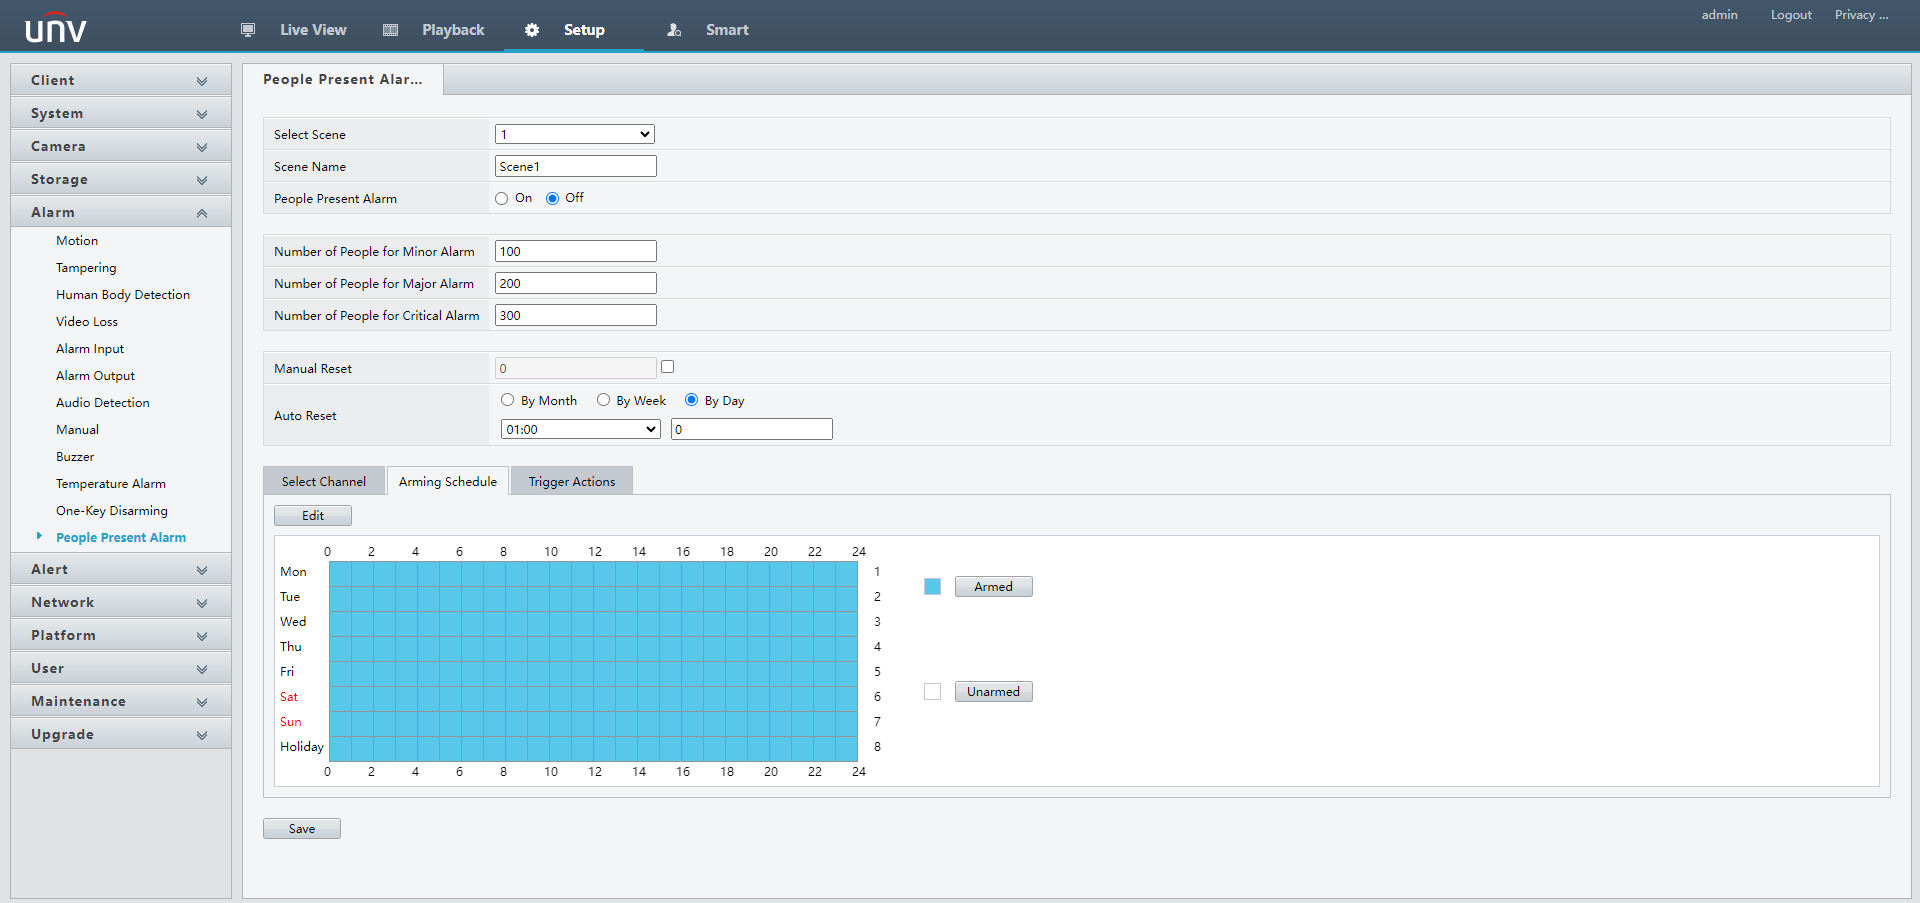 unv
Live View
Playback
Setup
Smart
admin
Logout
Privacy ...
Client
System
Camera
Storage
Alarm
Motion
Tampering
Human Body Detection
Video Loss
Alarm Input
Alarm Output
Audio Detection
Manual
Buzzer
Temperature Alarm
One-Key Disarming
People Present Alarm
Alert
Network
Platform
User
Maintenance
Upgrade
People Present Alar...
Select Scene 1
Scene Name Scene1
People Present Alarm On Off
Number of People for Minor Alarm 100
Number of People for Major Alarm 200
Number of People for Critical Alarm 300
Manual Reset 0
Auto Reset By Month By Week By Day
01:00 0
Select Channel Arming Schedule Trigger Actions
Edit
0 2 4 6 8 10 12 14 16 18 20 22 24
Mon 1
Tue 2
Wed 3
Thu 4
Fri 5
Sat 6
Sun 7
Holiday 8
0 2 4 6 8 10 12 14 16 18 20 22 24
Armed
Unarmed
Save